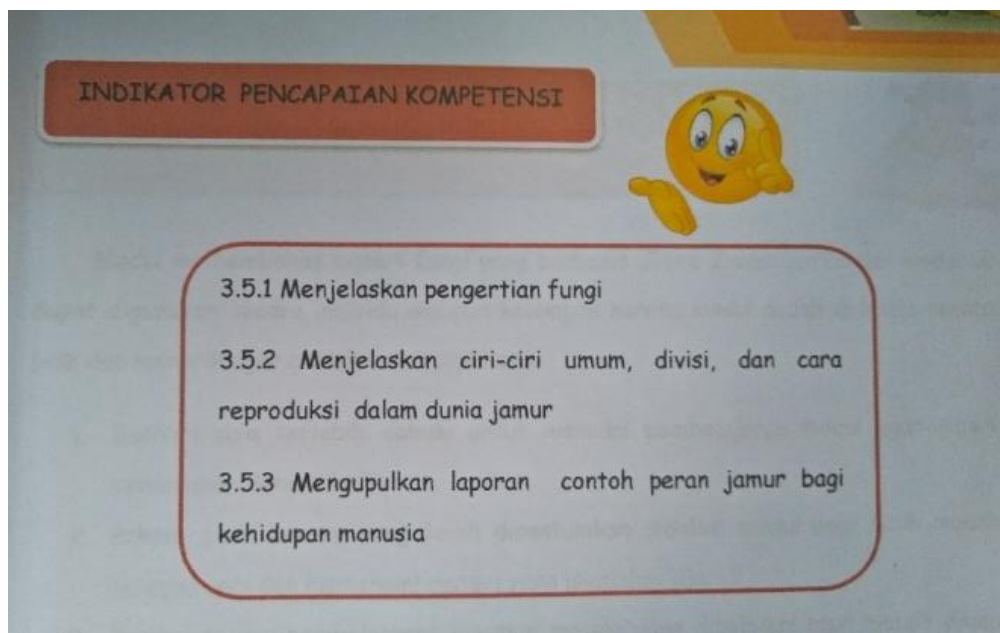 INDIKATOR PENCAPAIAN KOMPETENSI
3.5.1 Menjelaskan pengertian fungi
3.5.2 Menjelaskan ciri-ciri umum, divisi, dan cara
reproduksi dalam dunia jamur
3.5.3 Mengupulkan laporan contoh peran jamur bagi
kehidupan manusia